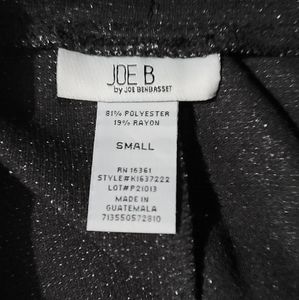 JOE B
by JOE BENBASSET
81% POLYESTER
19% RAYON
SMALL
RN 16361
STYLE#K1637222
LOT#P21013
MADE IN
GUATEMALA
713550572810